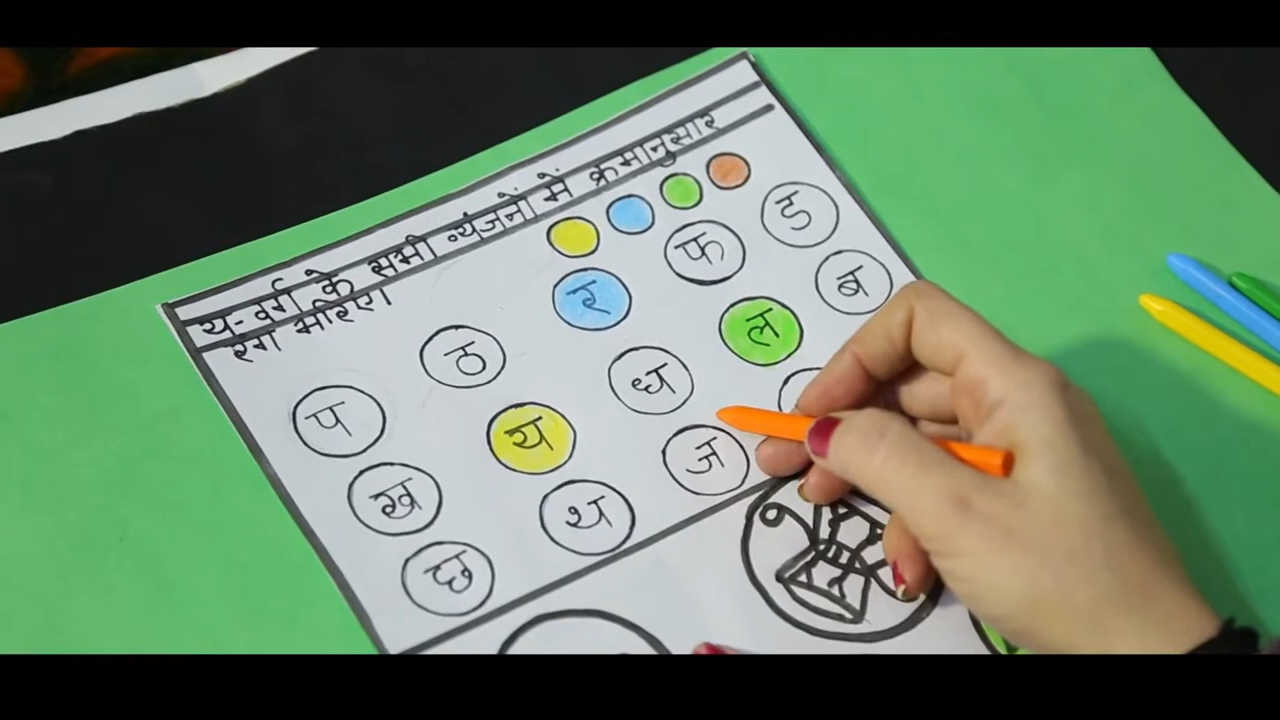 य-वर्ग के सभी व्यंजनों में क्रमानुसार
रंग भरिए।
र फ ड
ठ ध ल ब
प य ज
ख थ
छ